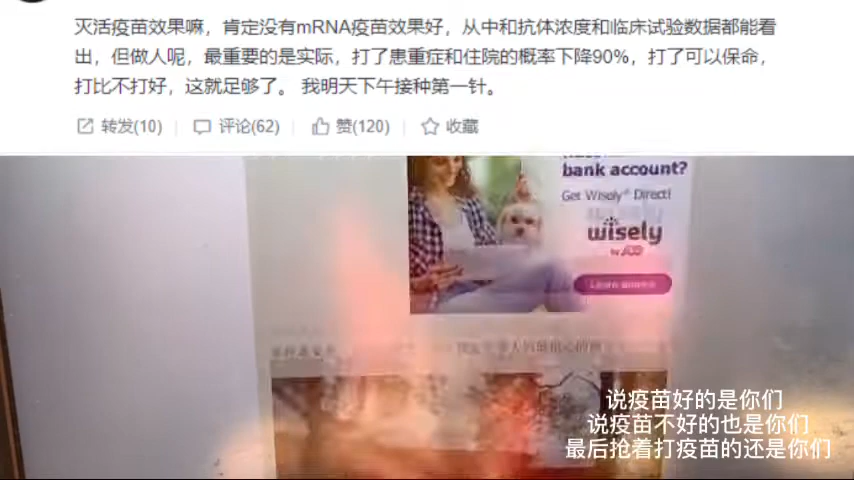 灭活疫苗效果嘛，肯定没有mRNA疫苗效果好，从中和抗体浓度和临床试验数据都能看
出，但做人呢，最重要的是实际，打了患重症和住院的概率下降90%，打了可以保命，
打比不打好，这就足够了。 我明天下午接种第一针。
转发(10) 评论(62) 赞(120) 收藏
bank account?
Get Wisely® Direct!
wisely
by ADP
Learn more
说疫苗好的是你们
说疫苗不好的也是你们
最后抢着打疫苗的还是你们